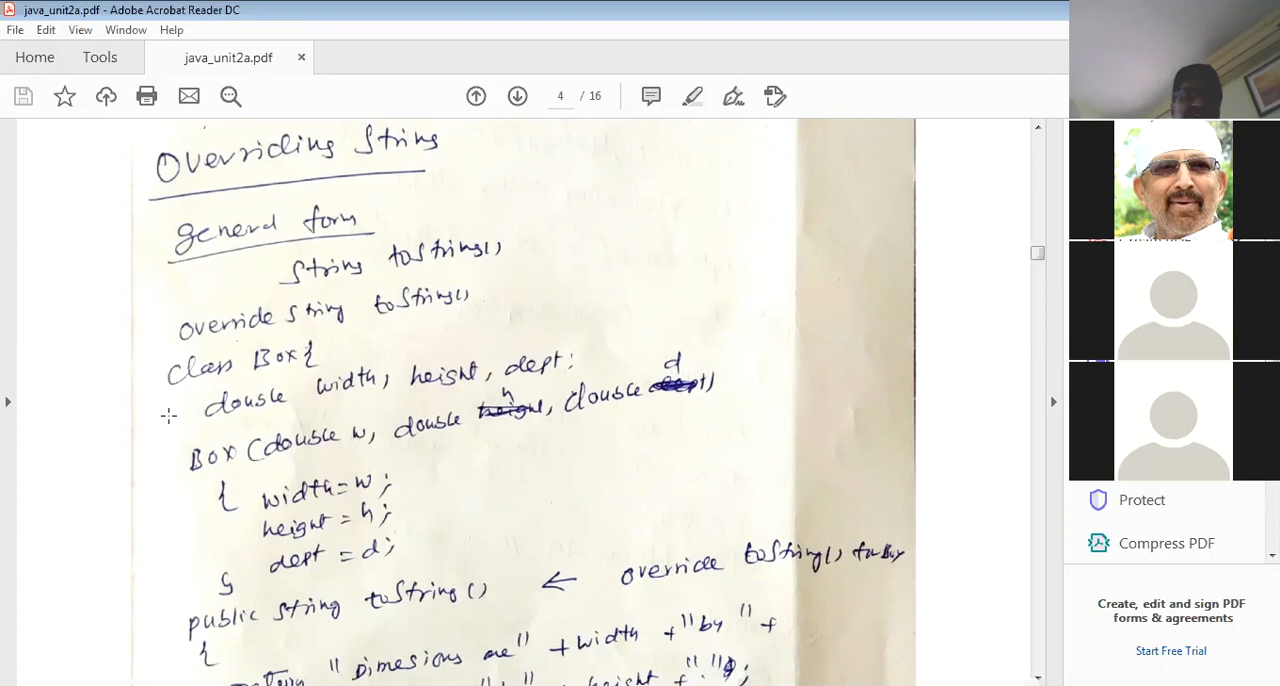 java_unit2a.pdf - Adobe Acrobat Reader DC
File Edit View Window Help
Home Tools java_unit2a.pdf ×
4 / 16
Overriding String
general form
String toString()
override String toString()
class Box{
double width, height, dept;
Box (double w, double h, double d)
{ width = w;
height = h;
dept = d;
}
public String toString() ← override toString() for Box
{
"Dimesions are" + width + "by" +
height + "."
Protect
Compress PDF
Create, edit and sign PDF
forms & agreements
Start Free Trial